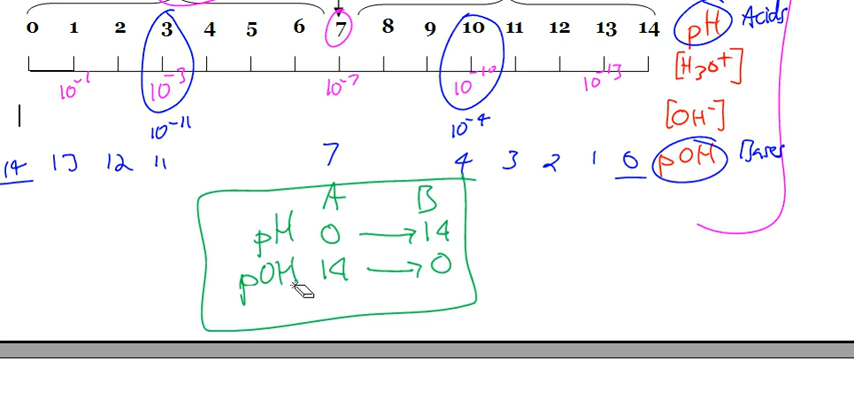 0 1 2 3 4 5 6 7 8 9 10 11 12 13 14 pH Acids
[H₃O⁺]
10⁻¹ 10⁻³ 10⁻⁷ 10⁻¹⁰ 10⁻¹³
[OH⁻]
10⁻¹¹ 10⁻⁴
14 13 12 11 7 4 3 2 1 0 pOH Bases
A B
pH 0 → 14
pOH 14 → 0